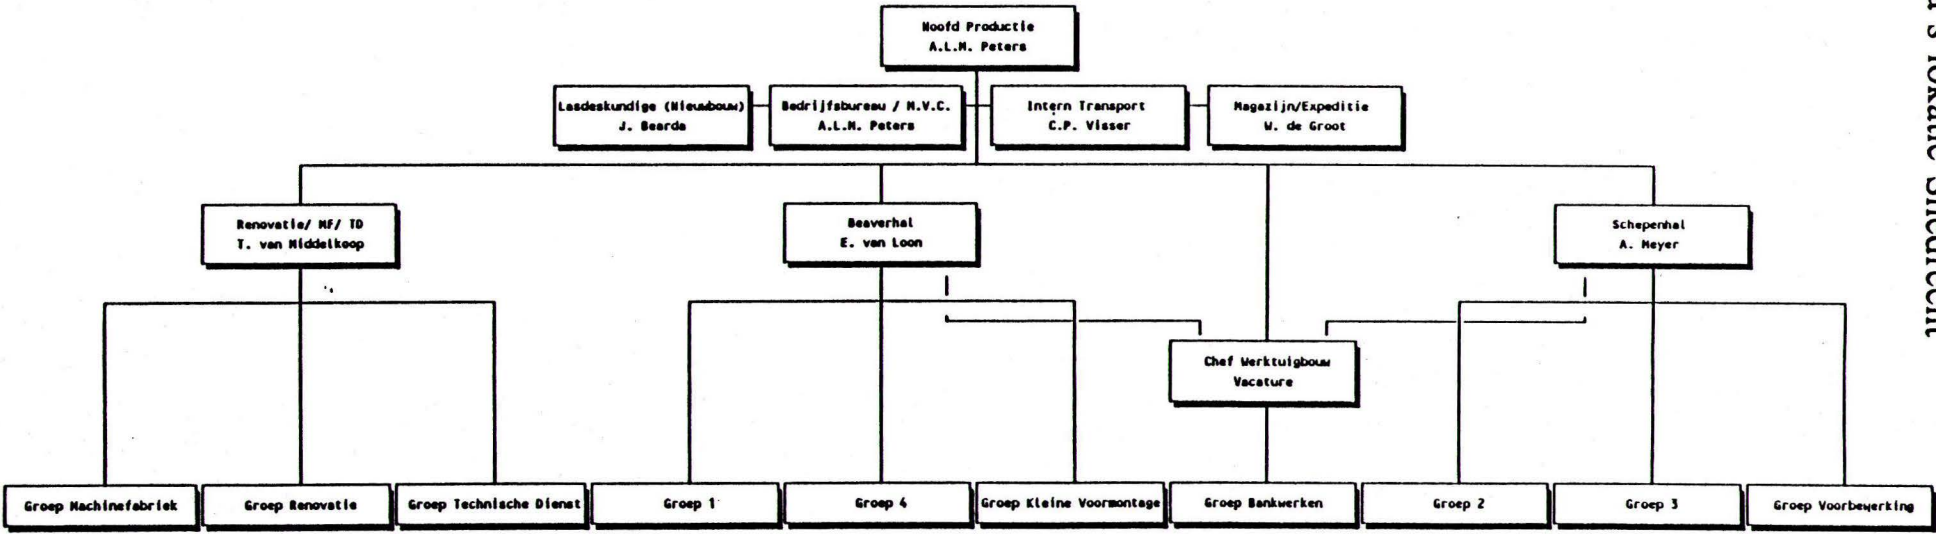 Hoofd Productie
A.L.M. Peters
Lasdeskundige (Nieuwbouw)
J. Bearda
Bedrijfsbureau / M.V.C.
A.L.M. Peters
Intern Transport
C.P. Visser
Magazijn/Expeditie
W. de Groot
Renovatie/ MF/ TD
T. van Middelkoop
Beaverhal
E. van Loon
Schepenhal
A. Meyer
Chef Werktuigbouw
Vacature
Groep Machinefabriek
Groep Renovatie
Groep Technische Dienst
Groep 1
Groep 4
Groep Kleine Voormontage
Groep Bankwerken
Groep 2
Groep 3
Groep Voorbewerking
lokatie Sliedrecht